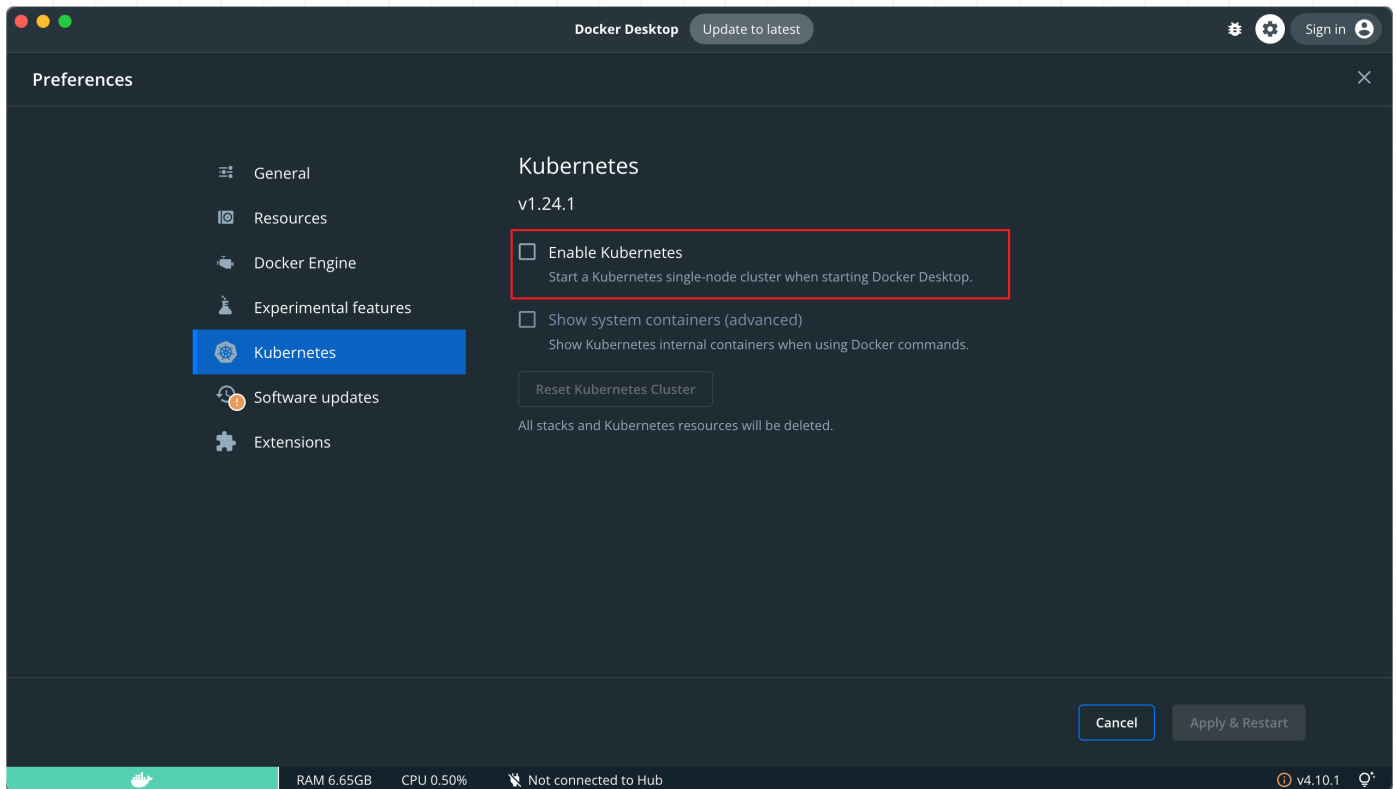 Docker Desktop Update to latest Sign in
Preferences
General
Resources
Docker Engine
Experimental features
Kubernetes
Software updates
Extensions
Kubernetes
v1.24.1
Enable Kubernetes
Start a Kubernetes single-node cluster when starting Docker Desktop.
Show system containers (advanced)
Show Kubernetes internal containers when using Docker commands.
Reset Kubernetes Cluster
All stacks and Kubernetes resources will be deleted.
Cancel Apply & Restart
RAM 6.65GB CPU 0.50% Not connected to Hub v4.10.1